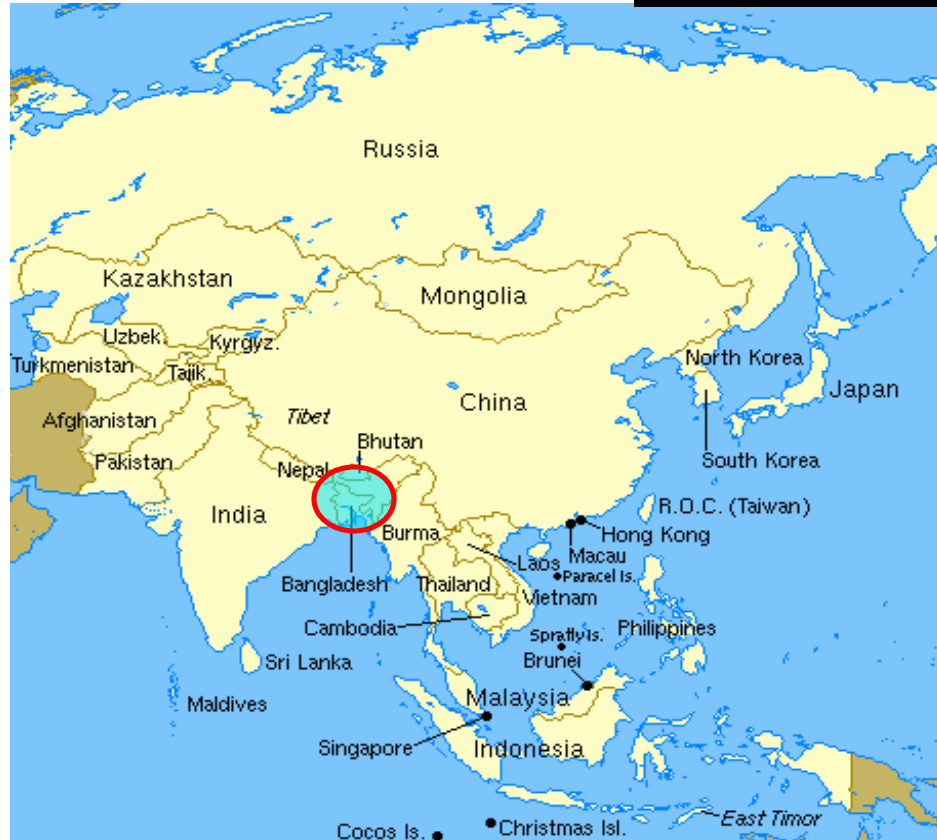 Russia
Kazakhstan
Mongolia
Uzbek.
Kyrgyz.
North Korea
Turkmenistan
Tajik.
Japan
China
Afghanistan
Tibet
Bhutan
Pakistan
Nepal
South Korea
India
R.O.C. (Taiwan)
Burma
Hong Kong
Macau
Laos
Bangladesh
Thailand
Paracel Is.
Vietnam
Cambodia
Spratly Is.
Philippines
Sri Lanka
Brunei
Maldives
Malaysia
Singapore
Indonesia
East Timor
Cocos Is.
Christmas Isl.